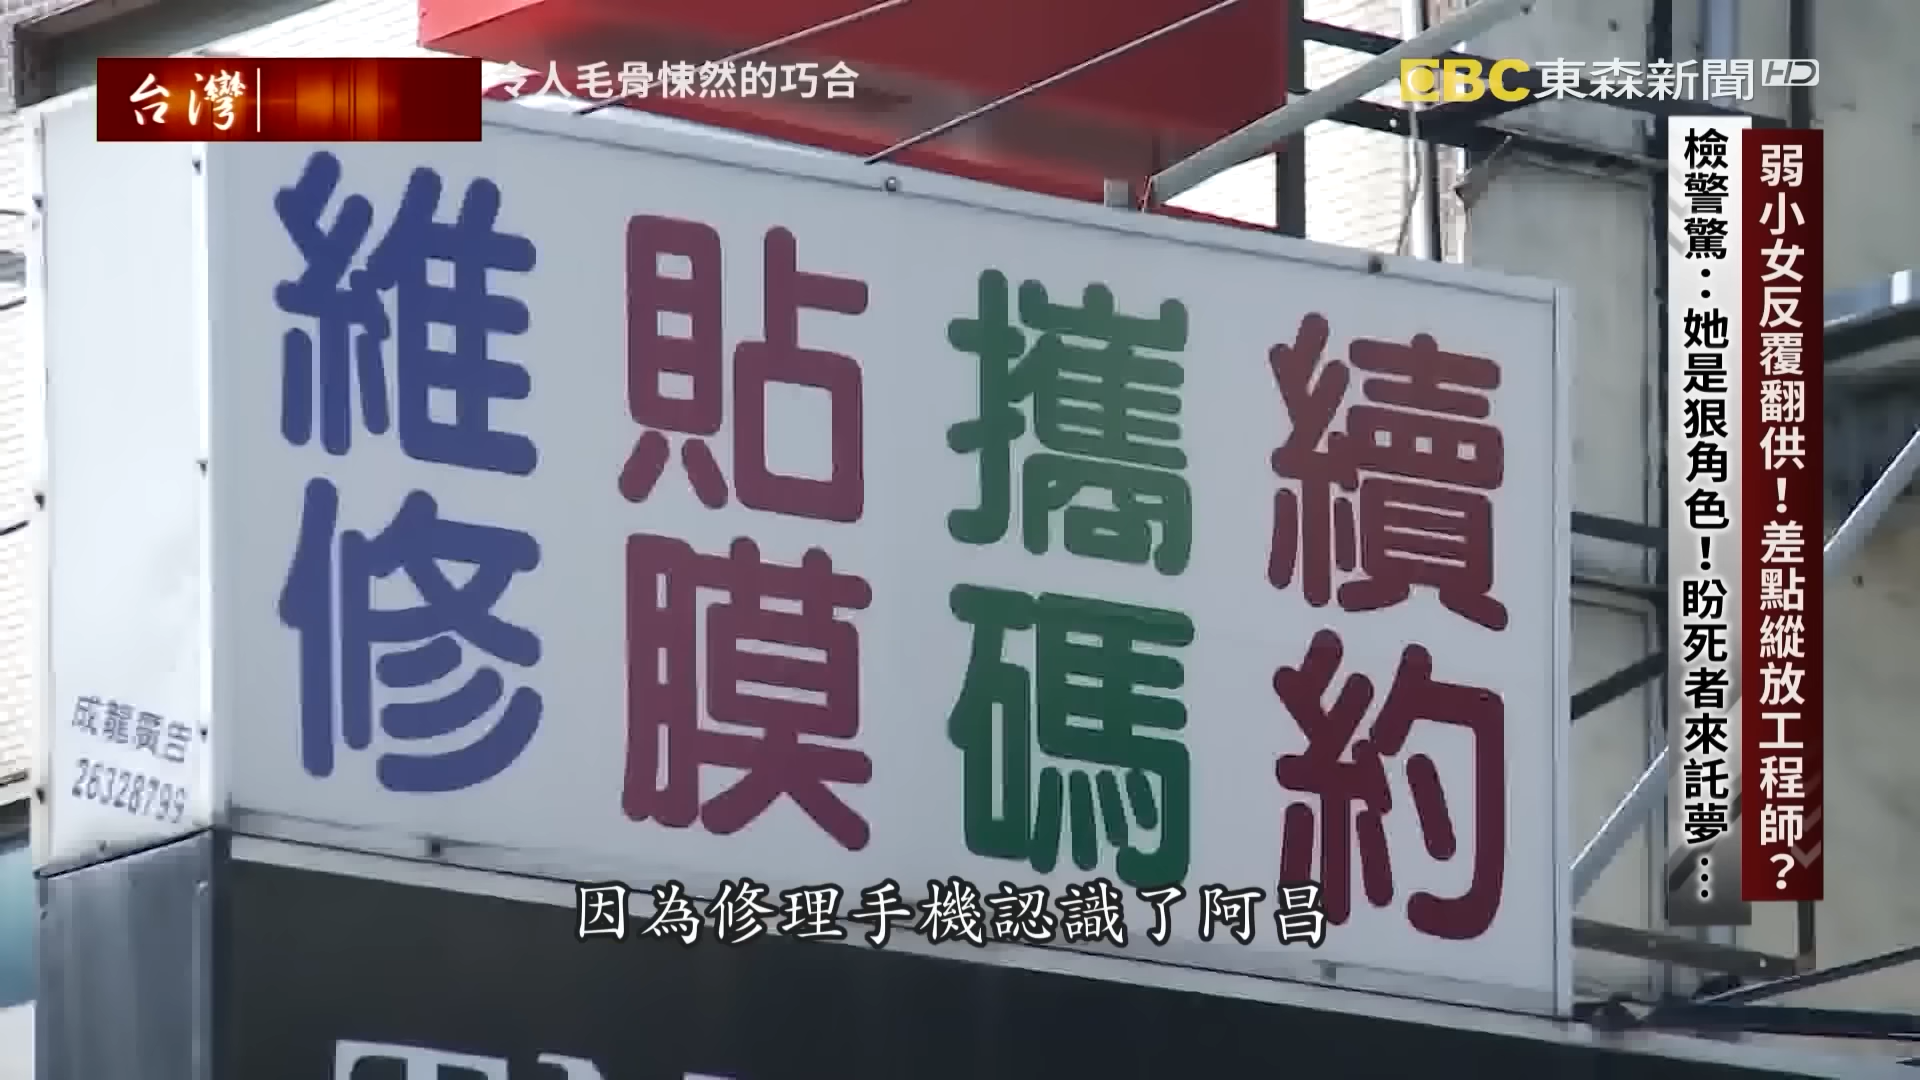 台灣
令人毛骨悚然的巧合
EBC東森新聞HD
弱小女反覆翻供！差點縱放工程師？
檢警驚：她是狠角色！盼死者來託夢…
維修
貼膜
攜碼
續約
成龍廣告
26328799
因為修理手機認識了阿昌